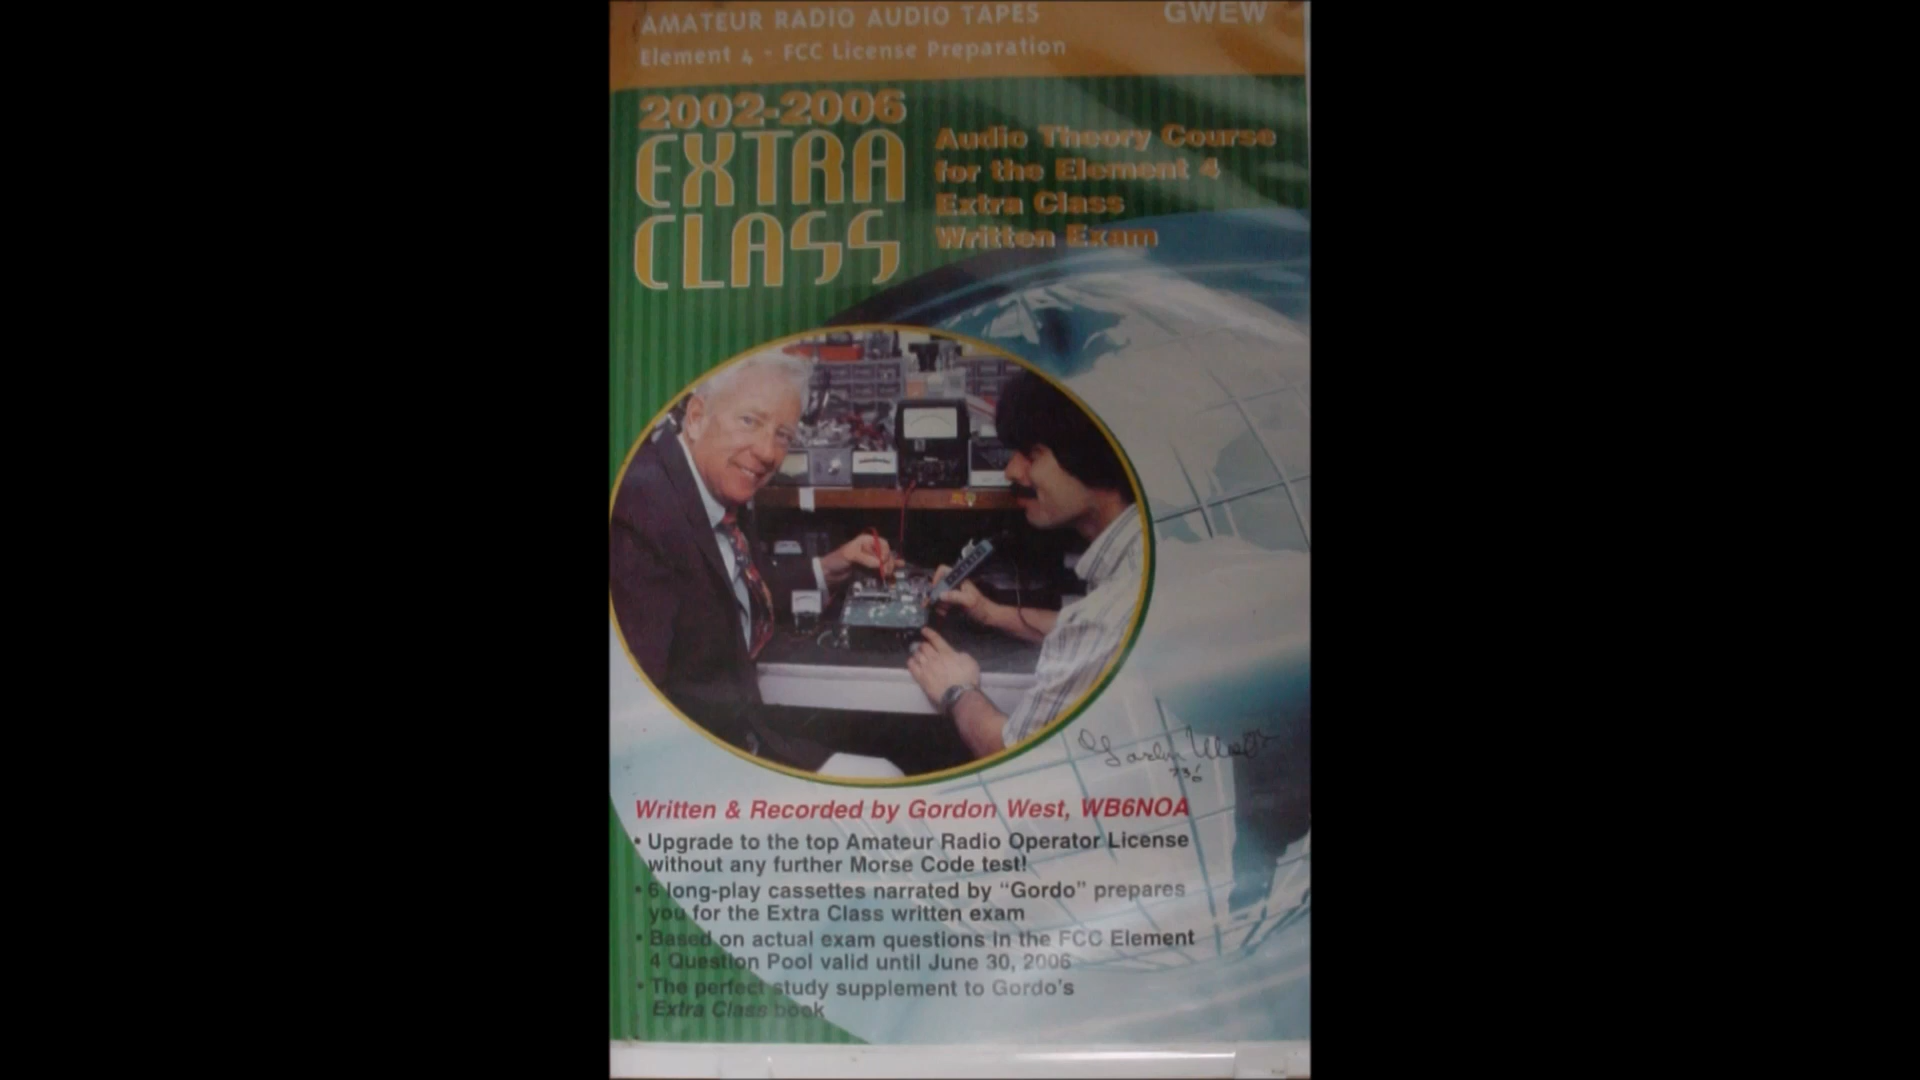 AMATEUR RADIO AUDIO TAPES GWEW
Element 4 - FCC License Preparation
2002-2006
EXTRA
CLASS
Audio Theory Course
for the Element 4
Extra Class
Written Exam
Gordon West
73
Written & Recorded by Gordon West, WB6NOA
• Upgrade to the top Amateur Radio Operator License
without any further Morse Code test!
• 6 long-play cassettes narrated by “Gordo” prepares
you for the Extra Class written exam
• Based on actual exam questions in the FCC Element
4 Question Pool valid until June 30, 2006
• The perfect study supplement to Gordo's
Extra Class book